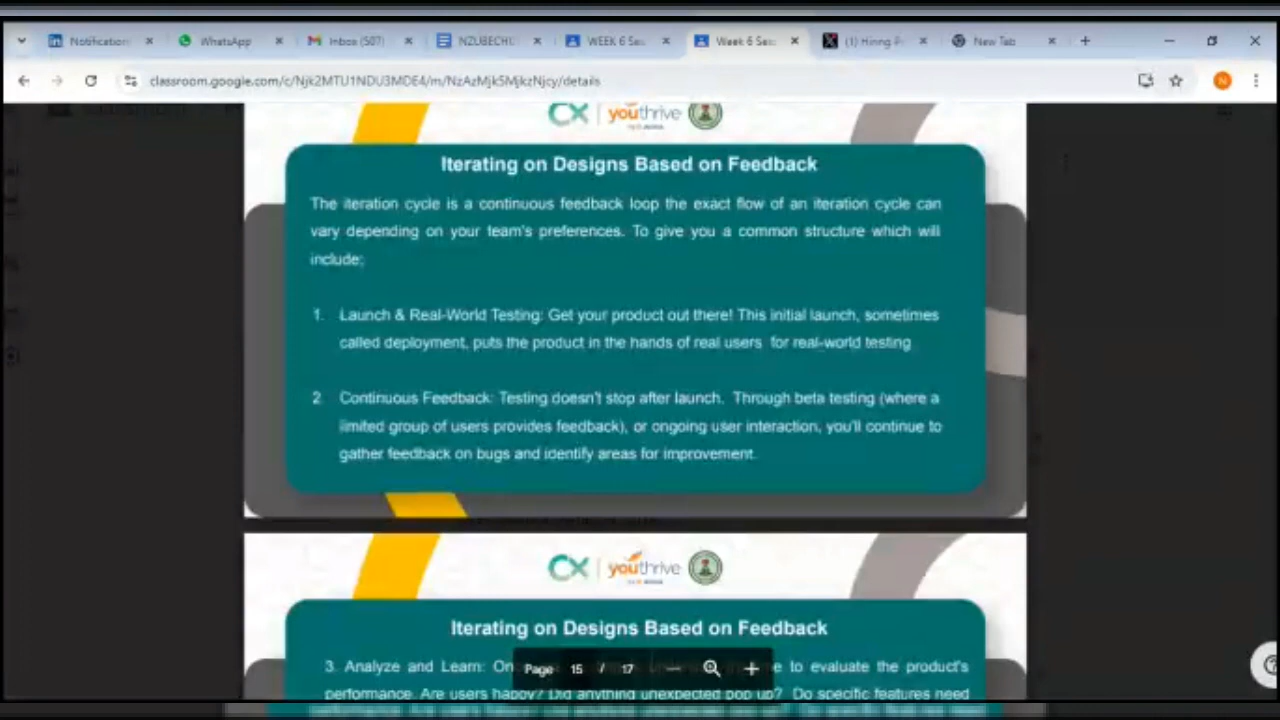 Notification
WhatsApp
Inbox (507)
NZUBECHU
WEEK 6 Ses
Week 6 Ses
(1) Hiring
New Tab
classroom.google.com/c/Njk2MTU1NDU3MDE4/m/NzAzMjk5MjkzNjcy/details
CX | youthrive
Iterating on Designs Based on Feedback
The iteration cycle is a continuous feedback loop the exact flow of an iteration cycle can
vary depending on your team's preferences. To give you a common structure which will
include:
1. Launch & Real-World Testing: Get your product out there! This initial launch, sometimes
called deployment, puts the product in the hands of real users for real-world testing
2 Continuous Feedback: Testing doesn't stop after launch. Through beta testing (where a
limited group of users provides feedback), or ongoing user interaction, you'll continue to
gather feedback on bugs and identify areas for improvement.
CX | youthrive
Iterating on Designs Based on Feedback
3. Analyze and Learn: On to evaluate the product's
Page 15 / 17
performance. Are users happy? Did anything unexpected pop up? Do specific features need